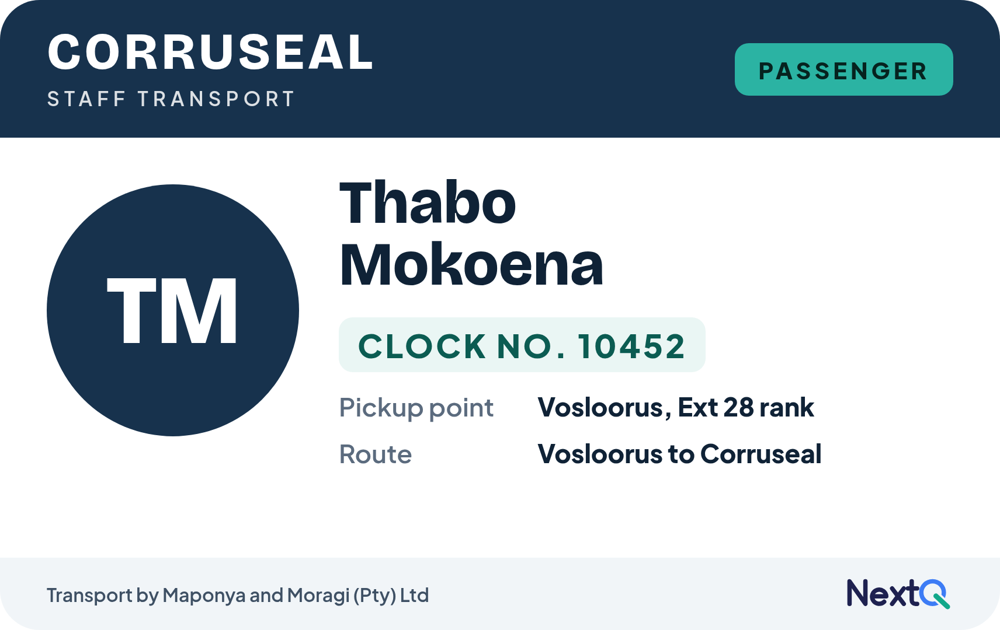 CORRUSEAL
STAFF TRANSPORT
PASSENGER
TM
Thabo
Mokoena
CLOCK NO. 10452
Pickup point Vosloorus, Ext 28 rank
Route Vosloorus to Corruseal
Transport by Maponya and Moragi (Pty) Ltd
NextQ